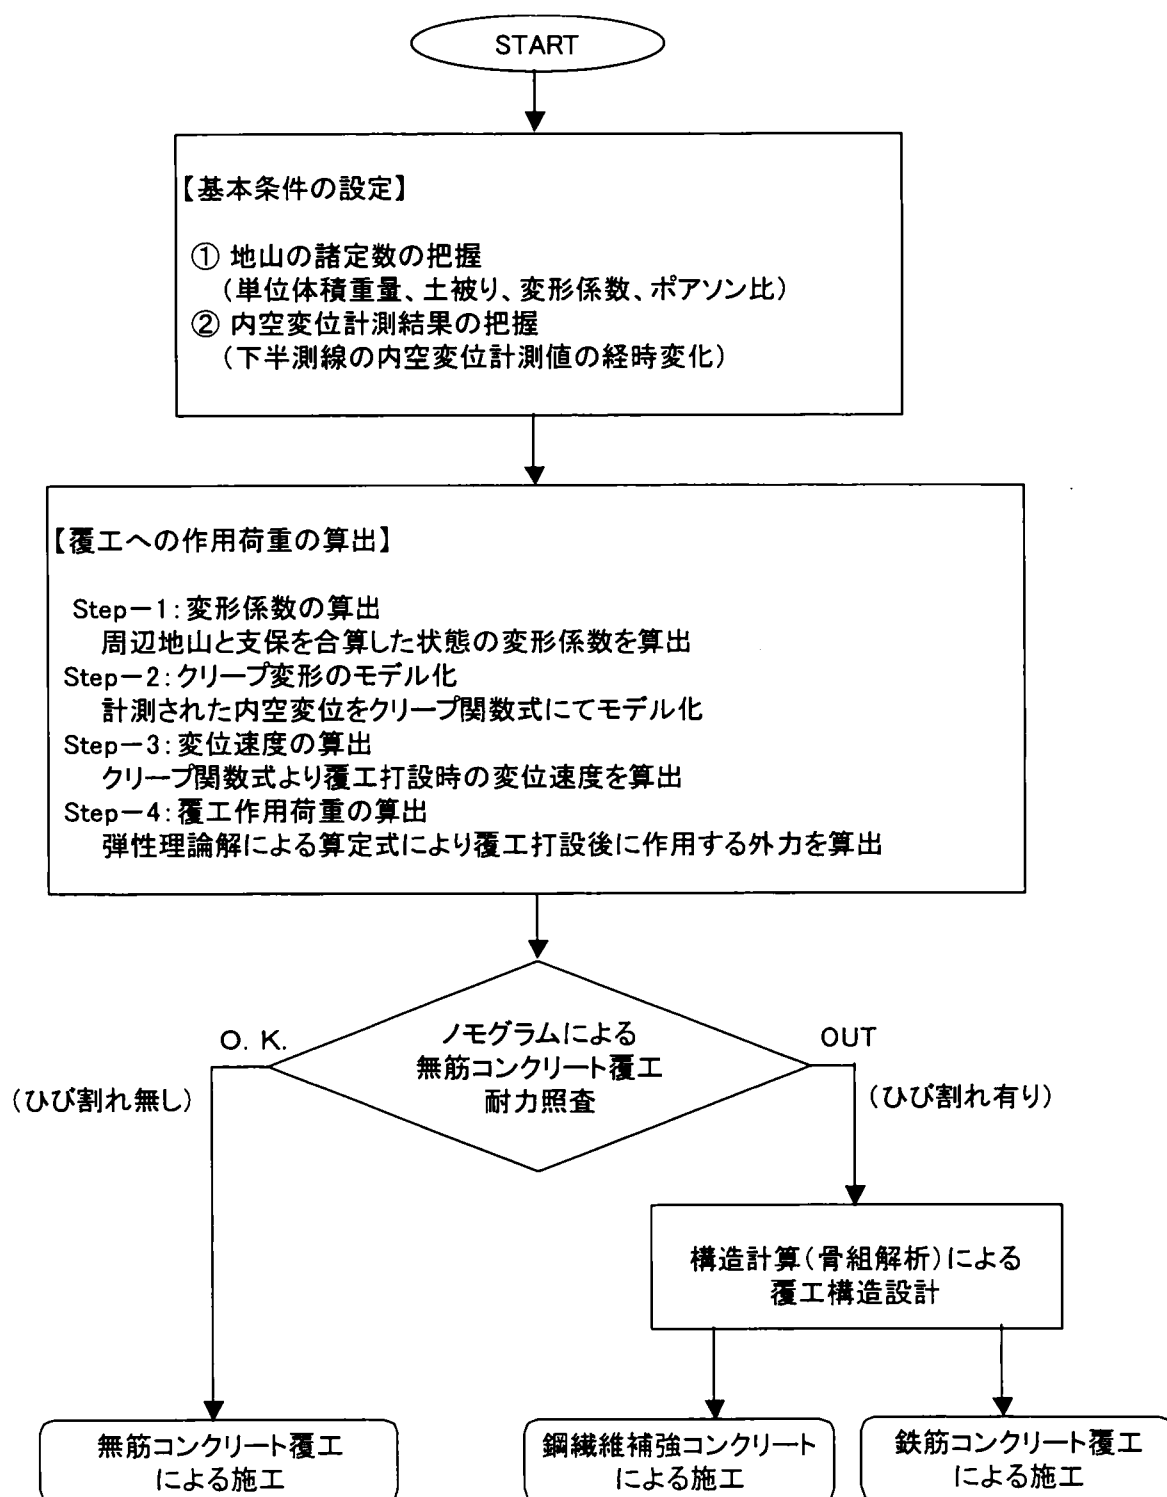 START
【基本条件の設定】
① 地山の諸定数の把握
(単位体積重量、土被り、変形係数、ポアソン比)
② 内空変位計測結果の把握
(下半測線の内空変位計測値の経時変化)
【覆工への作用荷重の算出】
Step－1：変形係数の算出
周辺地山と支保を合算した状態の変形係数を算出
Step－2：クリープ変形のモデル化
計測された内空変位をクリープ関数式にてモデル化
Step－3：変位速度の算出
クリープ関数式より覆工打設時の変位速度を算出
Step－4：覆工作用荷重の算出
弾性理論解による算定式により覆工打設後に作用する外力を算出
ノモグラムによる
無筋コンクリート覆工
耐力照査
O. K.
(ひび割れ無し)
OUT
(ひび割れ有り)
構造計算(骨組解析)による
覆工構造設計
無筋コンクリート覆工
による施工
鋼繊維補強コンクリート
による施工
鉄筋コンクリート覆工
による施工